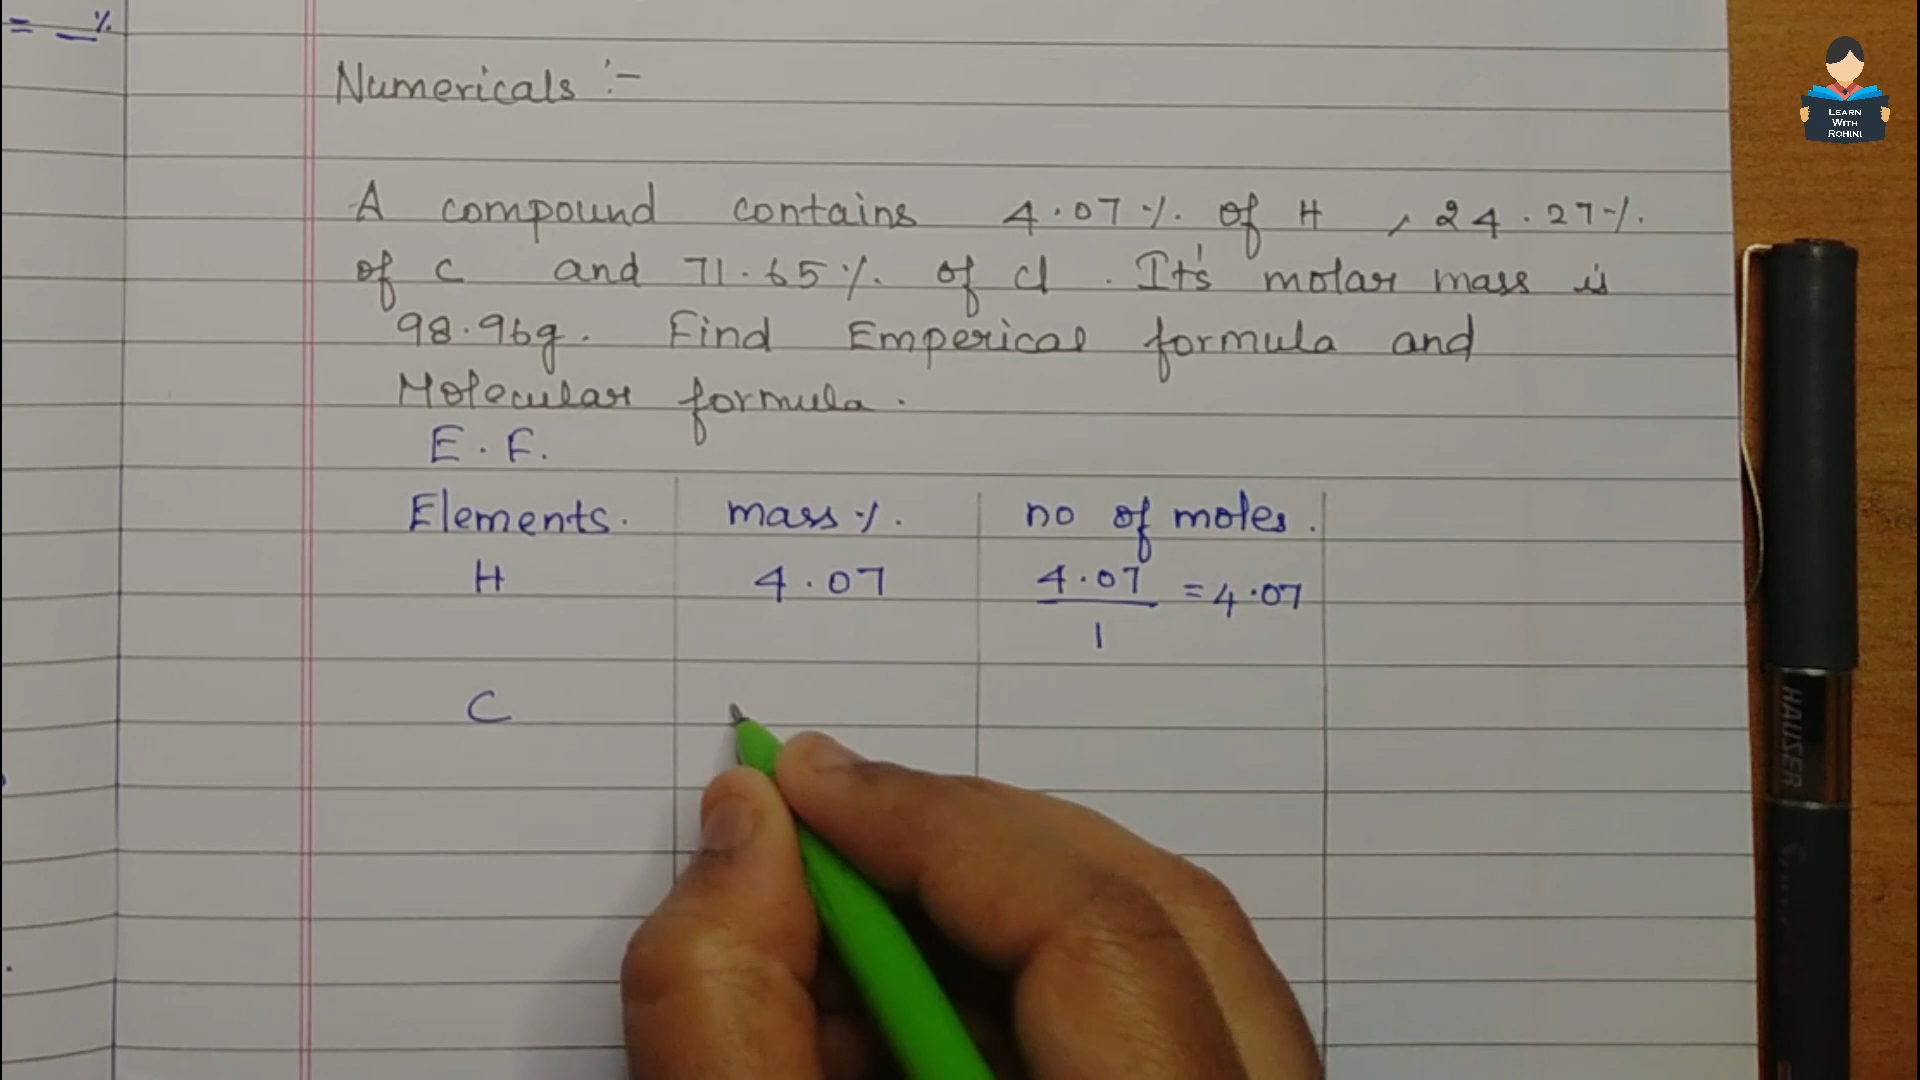 = _%
LEARN
WITH
ROHINI
Numericals :-
A compound contains 4.07% of H , 24.27%
of C and 71.65% of Cl . It's molar mass is
98.96g. Find Emperical formula and
Molecular formula.
E.F.
Elements. mass%. no of moles.
H 4.07 4.07 = 4.07
1
C
HAUSER